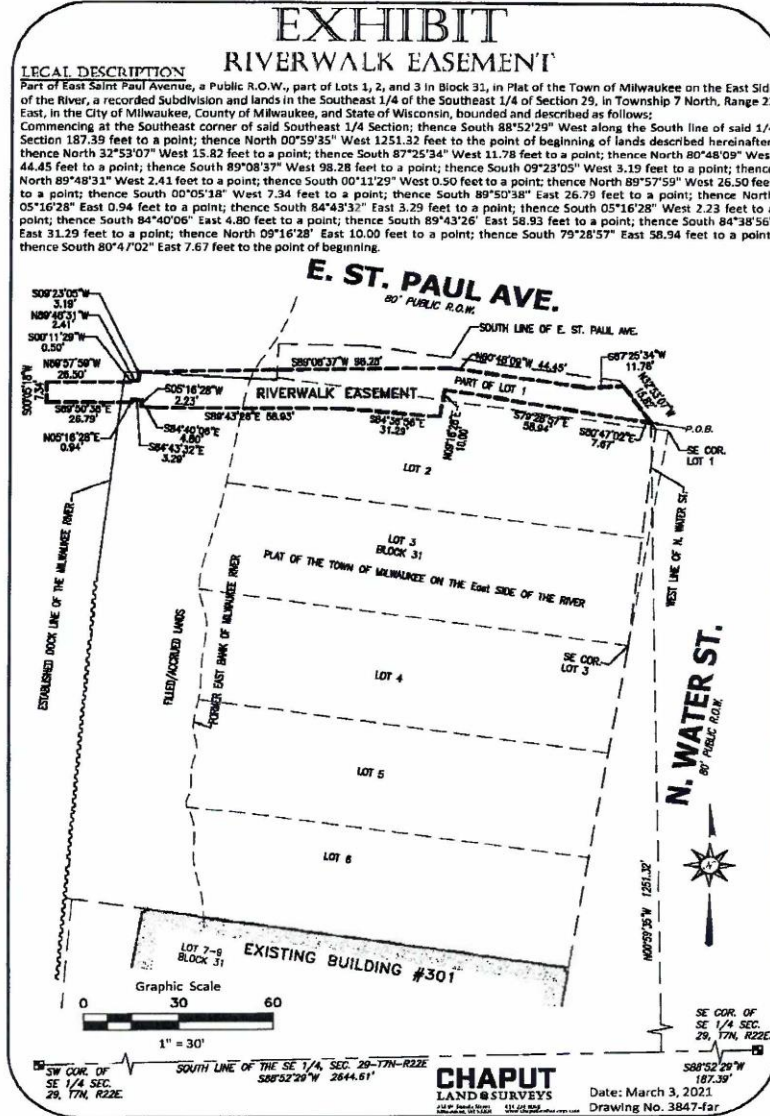 EXHIBIT
RIVERWALK EASEMENT
LEGAL DESCRIPTION
Part of East Saint Paul Avenue, a Public R.O.W., part of Lots 1, 2, and 3 in Block 31, in Plat of the Town of Milwaukee on the East Sid
of the River, a recorded Subdivision and lands in the Southeast 1/4 of the Southeast 1/4 of Section 29, in Township 7 North, Range 2
East, in the City of Milwaukee, County of Milwaukee, and State of Wisconsin, bounded and described as follows:
Commencing at the Southeast corner of said Southeast 1/4 Section; thence South 88°52'29" West along the South line of said 1/4
Section 187.39 feet to a point; thence North 00°59'35" West 1251.32 feet to the point of beginning of lands described hereinafter
thence North 32°53'07" West 15.82 feet to a point; thence South 87°25'34" West 11.78 feet to a point; thence North 80°48'09" Wes
44.45 feet to a point; thence South 89°08'37" West 98.28 feet to a point; thence South 09°23'05" West 3.19 feet to a point; thence
North 89°48'31" West 2.41 feet to a point; thence South 00°11'29" West 0.50 feet to a point; thence North 89°57'59" West 26.50 fee
to a point; thence South 00°05'18" West 7.34 feet to a point; thence South 89°50'38" East 26.79 feet to a point; thence North
05°16'28" East 0.94 feet to a point; thence South 84°43'32" East 3.29 feet to a point; thence South 05°16'28" West 2.23 feet to a
point; thence South 84°40'06" East 4.80 feet to a point; thence South 89°43'26' East 58.93 feet to a point; thence South 84°38'56"
East 31.29 feet to a point; thence North 09°16'28' East 10.00 feet to a point; thence South 79°28'57" East 58.94 feet to a point
thence South 80°47'02" East 7.67 feet to the point of beginning.
E. ST. PAUL AVE.
80' PUBLIC R.O.W.
SOUTH LINE OF E. ST. PAUL AVE.
S09°23'05"W
3.19'
N89°48'31"W
2.41'
S00°11'29"W
0.50'
N89°57'59"W
26.50'
S00°05'18"W
7.34'
S89°50'38"E
26.79'
N05°16'28"E
0.94'
S84°43'32"E
3.29'
S84°40'06"E
4.80'
S05°16'28"W
2.23'
S89°08'37"W 98.28'
RIVERWALK EASEMENT
S89°43'26"E 58.93'
S84°38'56"E
31.29'
N09°16'28"E
10.00'
N80°48'09"W 44.45'
PART OF LOT 1
S87°25'34"W
11.78'
N32°53'07"W
15.82'
S79°28'57"E
58.94'
S80°47'02"E
7.67'
P.O.B.
SE COR.
LOT 1
LOT 2
LOT 3
BLOCK 31
PLAT OF THE TOWN OF MILWAUKEE ON THE East SIDE OF THE RIVER
SE COR.
LOT 3
LOT 4
LOT 5
LOT 6
ESTABLISHED DOCK LINE OF THE MILWAUKEE RIVER
FILLED/ACCRUED LANDS
FORMER EAST BANK OF MILWAUKEE RIVER
WEST LINE OF N. WATER ST.
N. WATER ST.
80' PUBLIC R.O.W.
N
N00°59'35"W 1251.32'
LOT 7-9
BLOCK 31
EXISTING BUILDING #301
Graphic Scale
0 30 60
1" = 30'
SW COR. OF
SE 1/4 SEC.
29, T7N, R22E.
SOUTH LINE OF THE SE 1/4, SEC. 29-T7N-R22E
S88°52'29"W 2644.61'
SE COR. OF
SE 1/4 SEC.
29, T7N, R22E.
S88°52'29"W
187.39'
CHAPUT
LAND SURVEYS
Date: March 3, 2021
Drawing No. 3847-far